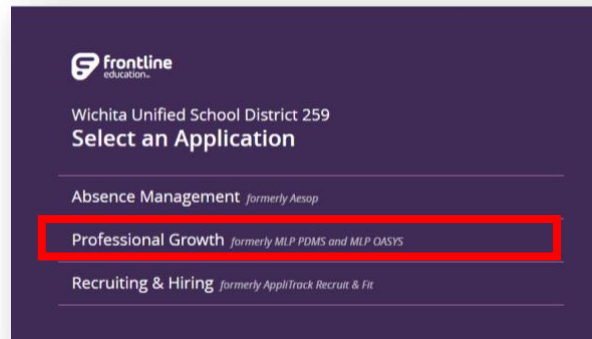 frontline
education™
Wichita Unified School District 259
Select an Application
Absence Management formerly Aesop
Professional Growth formerly MLP PDMS and MLP OASYS
Recruiting & Hiring formerly AppliTrack Recruit & Fit